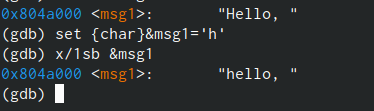 0x804a000 <msg1>:        "Hello, "
(gdb) set {char}&msg1='h'
(gdb) x/1sb &msg1
0x804a000 <msg1>:        "hello, "
(gdb)